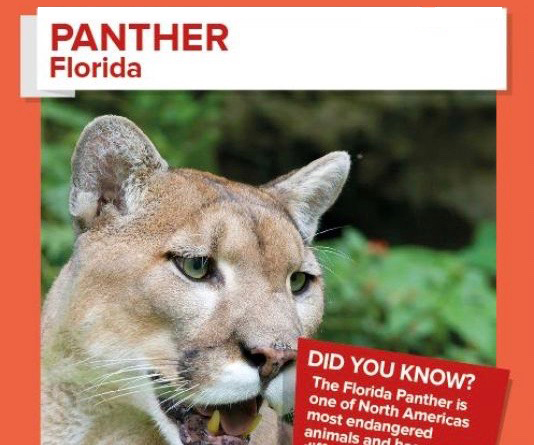 PANTHER
Florida
DID YOU KNOW?
The Florida Panther is
one of North Americas
most endangered
animals and